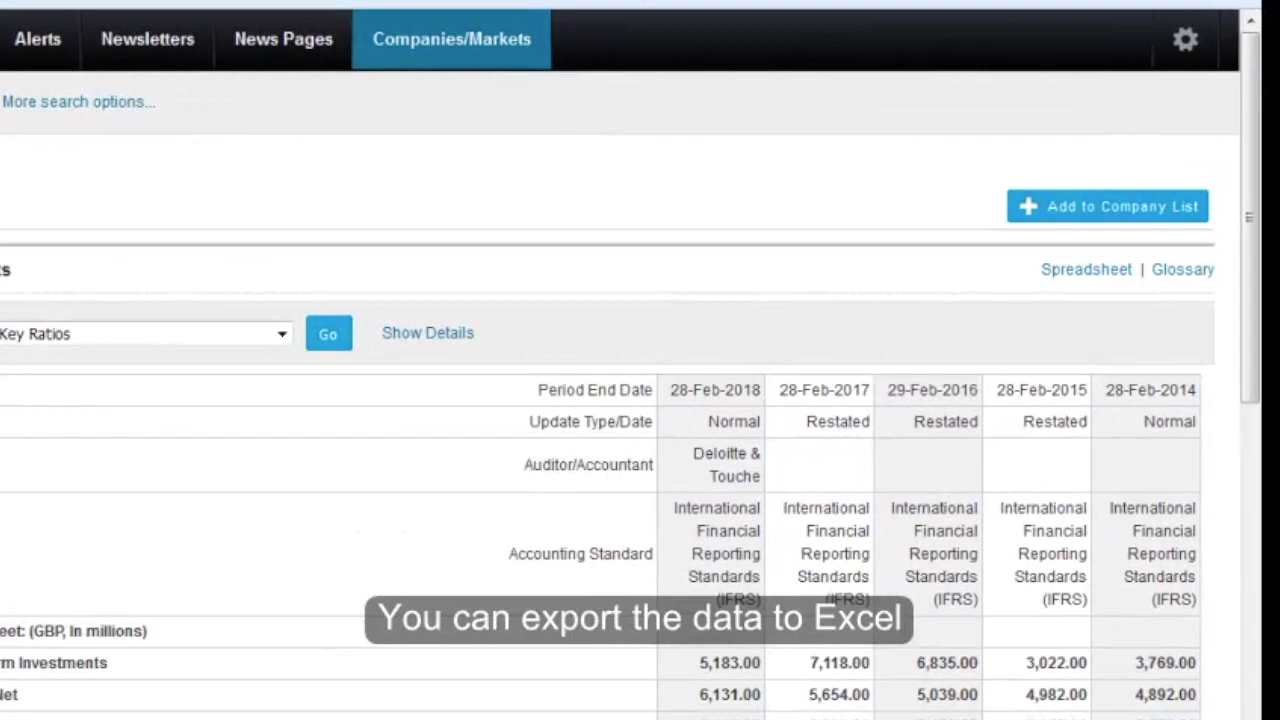 Alerts Newsletters News Pages Companies/Markets
More search options...
Add to Company List
ts
Spreadsheet | Glossary
Key Ratios Go Show Details
Period End Date 28-Feb-2018 28-Feb-2017 29-Feb-2016 28-Feb-2015 28-Feb-2014
Update Type/Date Normal Restated Restated Restated Normal
Auditor/Accountant Deloitte &
Touche
Accounting Standard
International International International International International
Financial Financial Financial Financial Financial
Reporting Reporting Reporting Reporting Reporting
Standards Standards Standards Standards Standards
(IFRS) (IFRS) (IFRS) (IFRS) (IFRS)
You can export the data to Excel
eet: (GBP, In millions)
rm Investments 5,183.00 7,118.00 6,835.00 3,022.00 3,769.00
Net 6,131.00 5,654.00 5,039.00 4,982.00 4,892.00